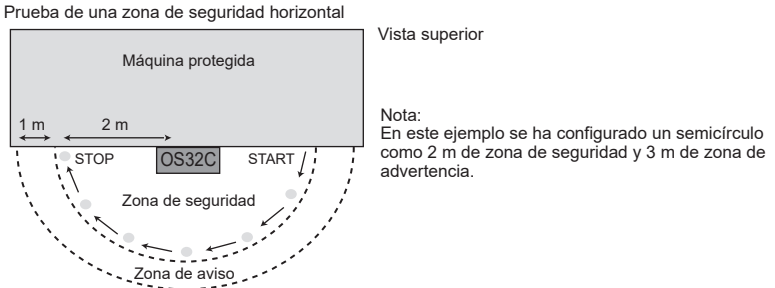 Prueba de una zona de seguridad horizontal
Vista superior
Máquina protegida
1 m
2 m
Nota:
En este ejemplo se ha configurado un semicírculo
como 2 m de zona de seguridad y 3 m de zona de
advertencia.
STOP
OS32C
START
Zona de seguridad
Zona de aviso